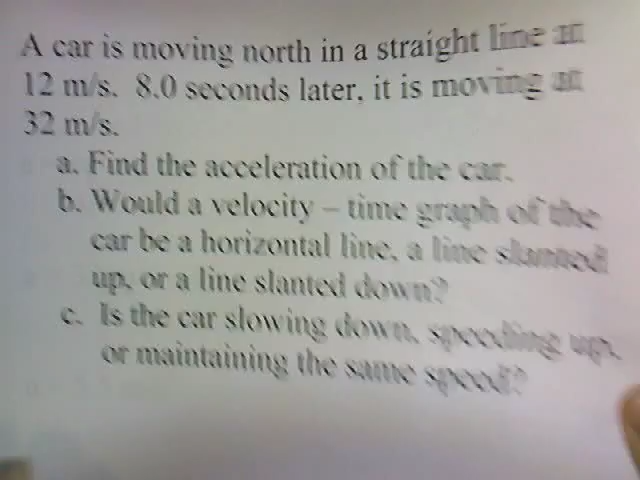 A car is moving north in a straight line at
12 m/s. 8.0 seconds later, it is moving at
32 m/s.
a. Find the acceleration of the car.
b. Would a velocity – time graph of the
car be a horizontal line, a line slanted
up, or a line slanted down?
c. Is the car slowing down, speeding up,
or maintaining the same speed?